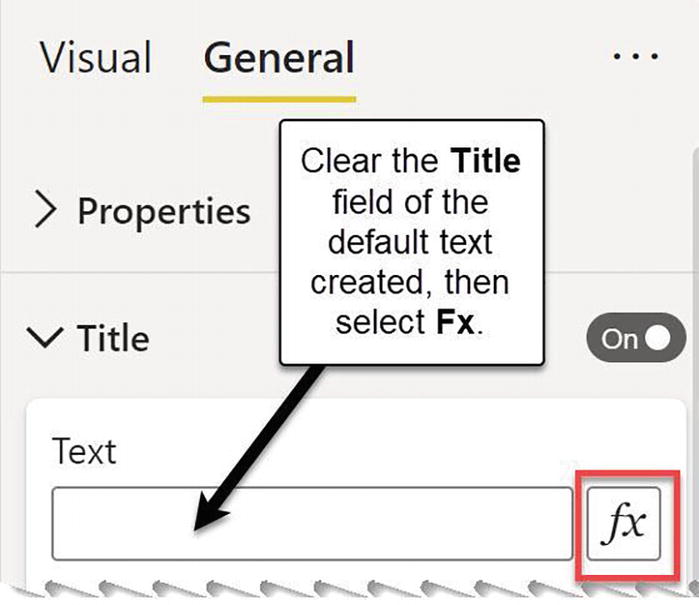 Visual General ...
Clear the Title
field of the
default text
created, then
select Fx.
Properties
Title
On
Text
fx